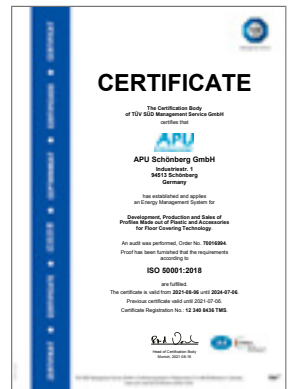 CERTIFICATE
The Certification Body
of TÜV SÜD Management Service GmbH
certifies that
APU
APU Schönberg GmbH
Industriestr. 1
94513 Schönberg
Germany
has established and applies
an Energy Management System for
Development, Production and Sales of
Profiles Made out of Plastic and Accessories
for Floor Covering Technology.
An audit was performed, Order No. 70016994.
Proof has been furnished that the requirements
according to
ISO 50001:2018
are fulfilled.
The certificate is valid from 2021-08-06 until 2024-07-06.
Previous certificate valid until 2021-07-06.
Certificate Registration No.: 12 340 8436 TMS.
Head of Certification Body